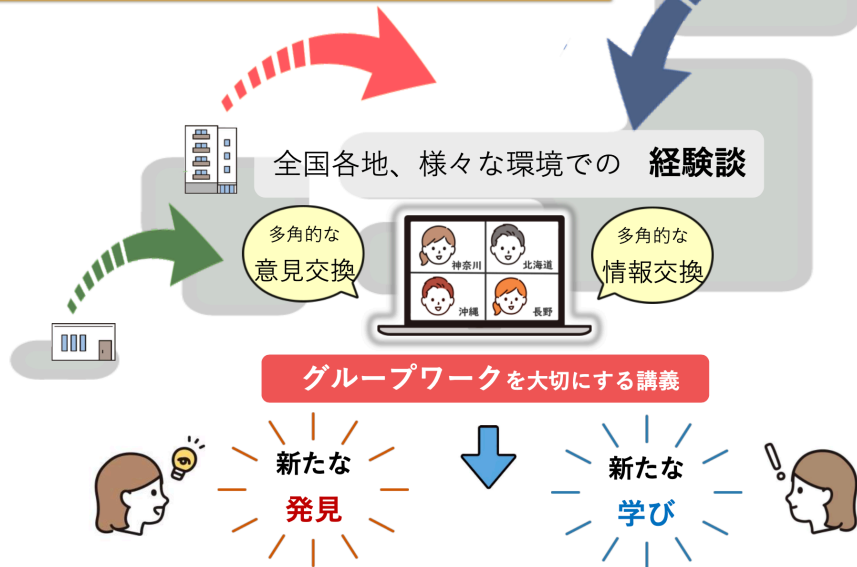 全国各地、様々な環境での 経験談
多角的な
意見交換
神奈川
北海道
沖縄
長野
多角的な
情報交換
グループワークを大切にする講義
新たな
発見
新たな
学び